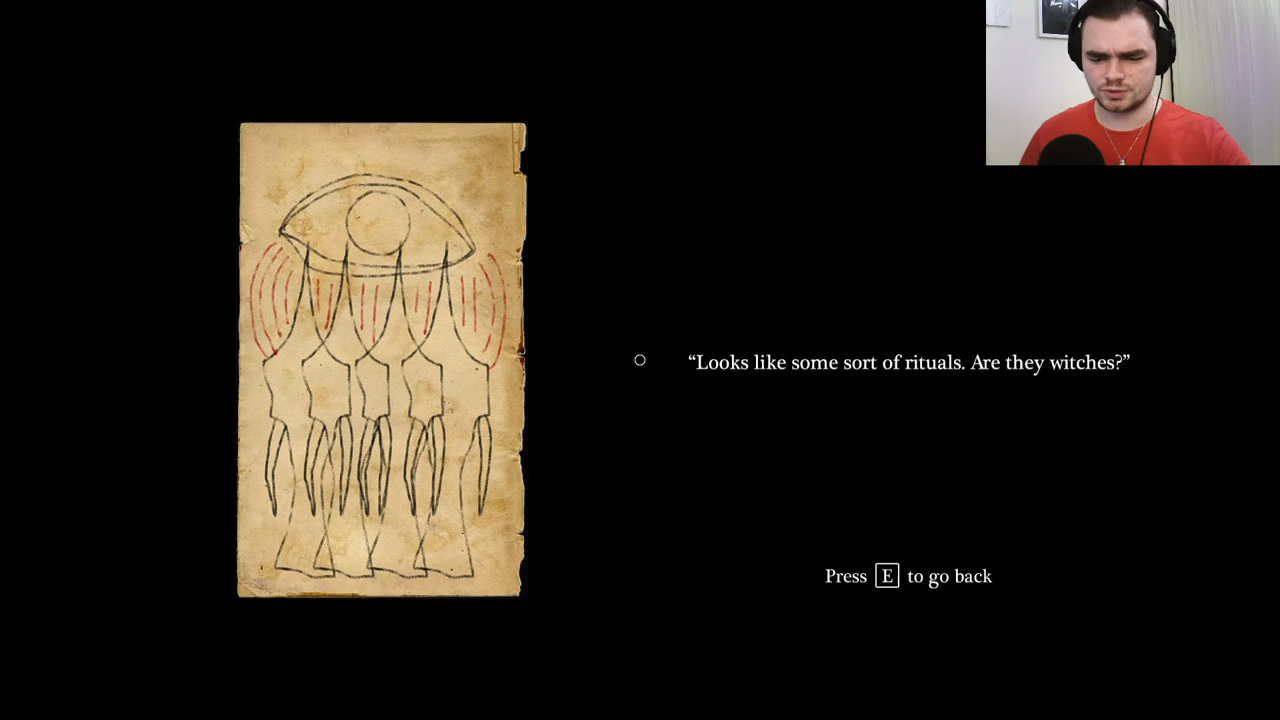 “Looks like some sort of rituals. Are they witches?”
Press E to go back